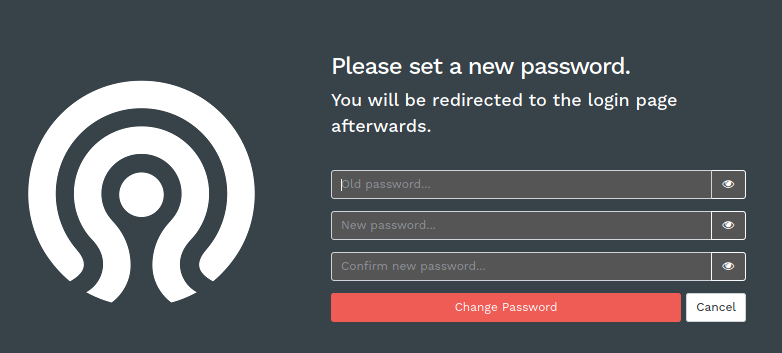 Please set a new password.
You will be redirected to the login page
afterwards.
Old password...
New password...
Confirm new password...
Change Password
Cancel